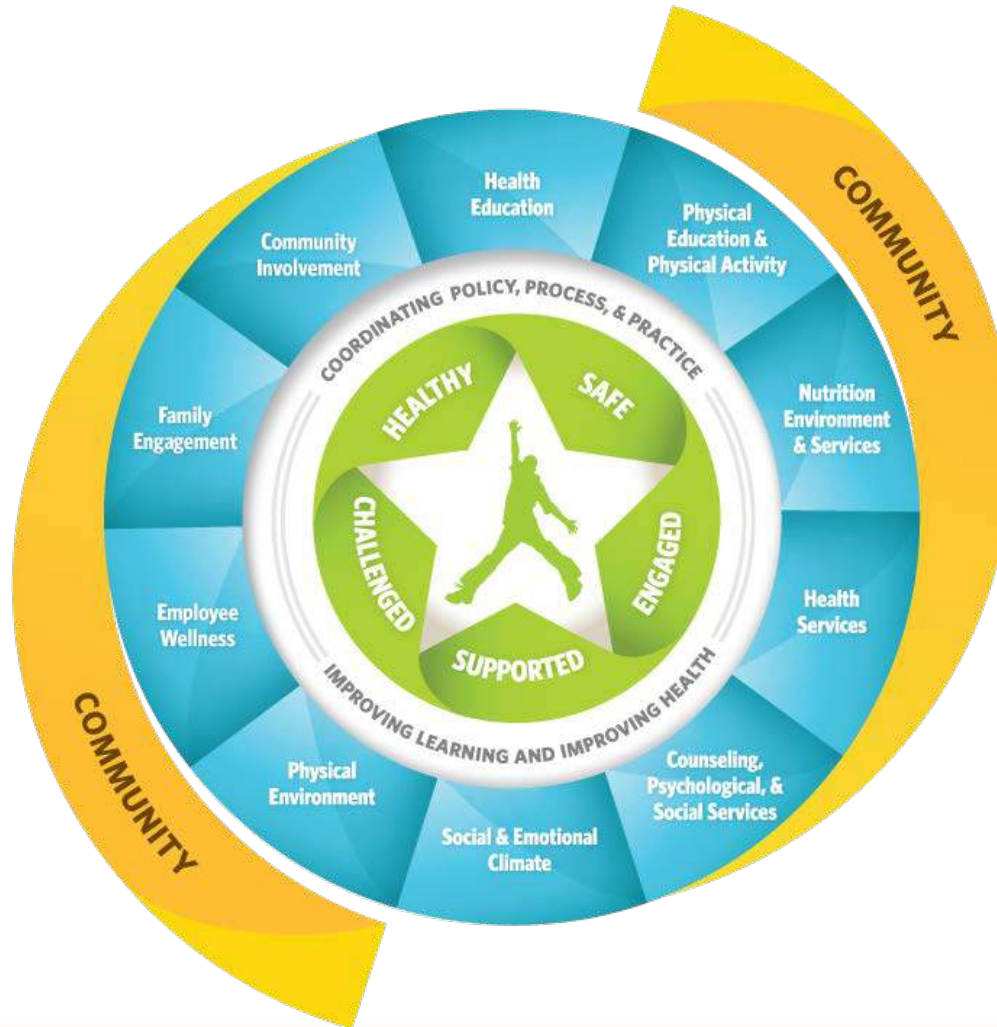 COMMUNITY
Health
Education
Physical
Education &
Physical Activity
Nutrition
Environment
& Services
Health
Services
Counseling,
Psychological, &
Social Services
Social & Emotional
Climate
Physical
Environment
Employee
Wellness
Family
Engagement
Community
Involvement
COORDINATING POLICY, PROCESS, & PRACTICE
IMPROVING LEARNING AND IMPROVING HEALTH
HEALTHY
SAFE
ENGAGED
SUPPORTED
CHALLENGED
COMMUNITY